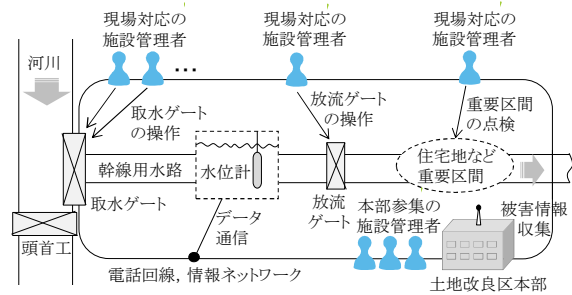 現場対応の
施設管理者
現場対応の
施設管理者
現場対応の
施設管理者
河川
…
取水ゲート
の操作
放流ゲート
の操作
重要区間
の点検
幹線用水路
水位計
住宅地など
重要区間
取水ゲート
データ
通信
放流
ゲート
本部参集の
施設管理者
被害情報
収集
頭首工
電話回線，情報ネットワーク
土地改良区本部